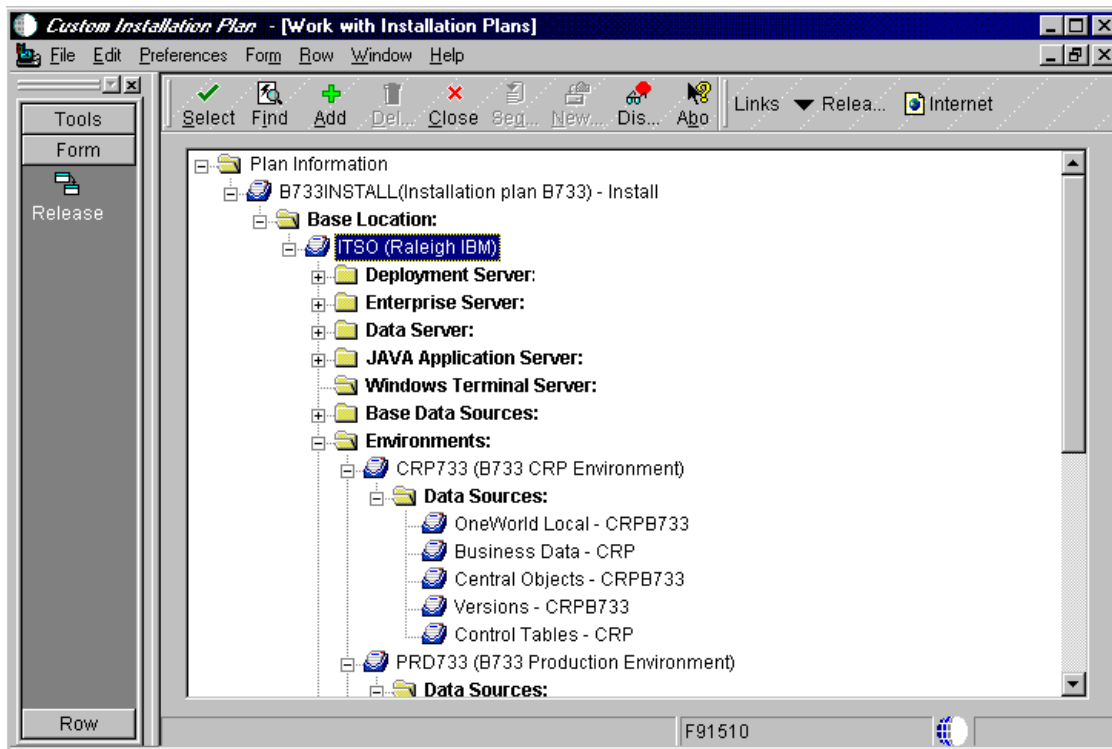 Custom Installation Plan - [Work with Installation Plans]
File Edit Preferences Form Row Window Help
Select Find Add Del... Close Seq... New... Dis... Abo Links Relea... Internet
Tools
Form
Release
Row
Plan Information
B733INSTALL(Installation plan B733) - Install
Base Location:
ITSO (Raleigh IBM)
Deployment Server:
Enterprise Server:
Data Server:
JAVA Application Server:
Windows Terminal Server:
Base Data Sources:
Environments:
CRP733 (B733 CRP Environment)
Data Sources:
OneWorld Local - CRPB733
Business Data - CRP
Central Objects - CRPB733
Versions - CRPB733
Control Tables - CRP
PRD733 (B733 Production Environment)
Data Sources:
F91510